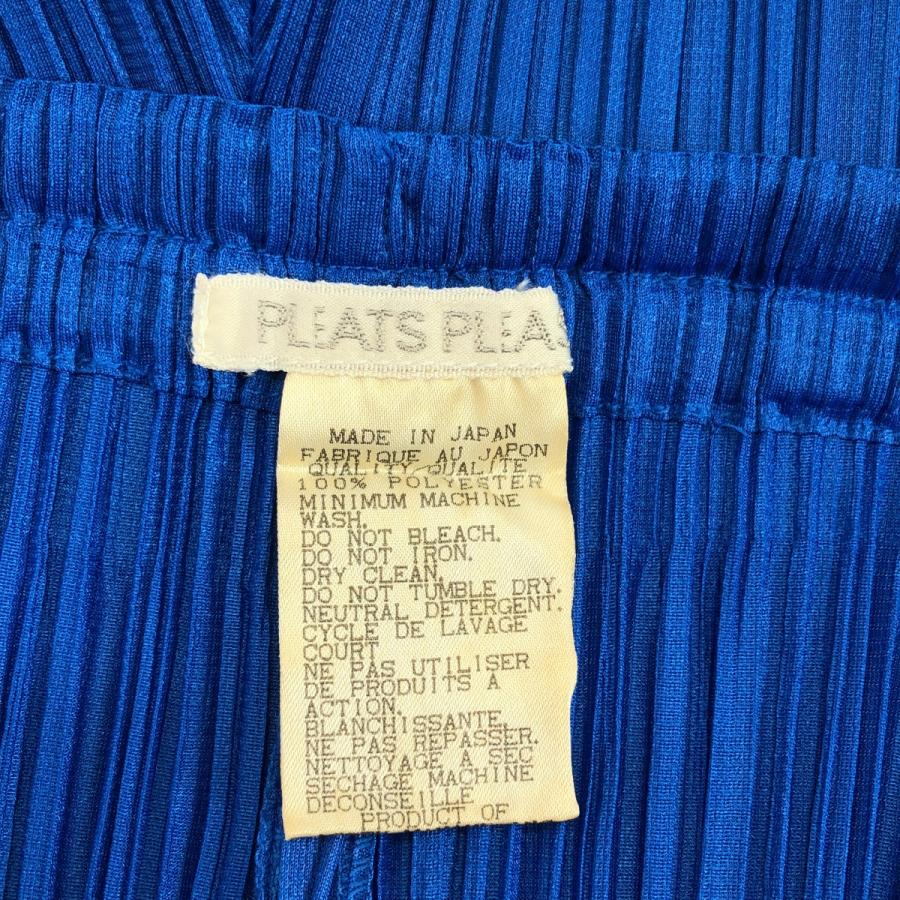 PLEATS PLEAS
MADE IN JAPAN
FABRIQUE AU JAPON
QUALITY QUALITE
100% POLYESTER
MINIMUM MACHINE
WASH.
DO NOT BLEACH.
DO NOT IRON.
DRY CLEAN.
DO NOT TUMBLE DRY.
NEUTRAL DETERGENT.
CYCLE DE LAVAGE
COURT
NE PAS UTILISER
DE PRODUITS A
ACTION.
BLANCHISSANTE.
NE PAS REPASSER.
NETTOYAGE A SEC
SECHAGE MACHINE
DECONSEILLE
PRODUCT OF